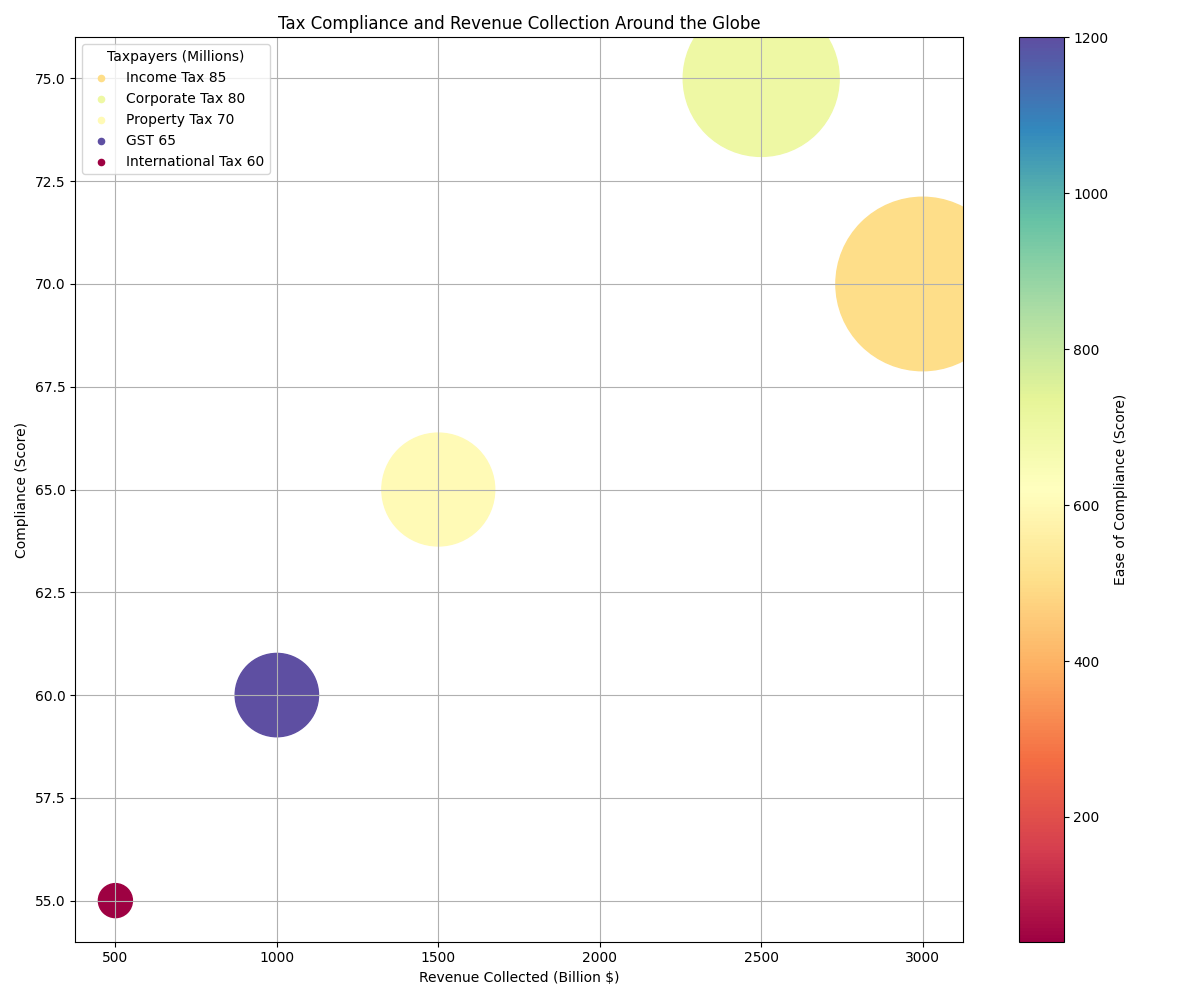 Tax Compliance and Revenue Collection Around the Globe
Taxpayers (Millions)
Income Tax 85
Corporate Tax 80
Property Tax 70
GST 65
International Tax 60
75.0
72.5
70.0
67.5
65.0
62.5
60.0
57.5
55.0
Compliance (Score)
500
1000
1500
2000
2500
3000
Revenue Collected (Billion $)
1200
1000
800
600
400
200
Ease of Compliance (Score)